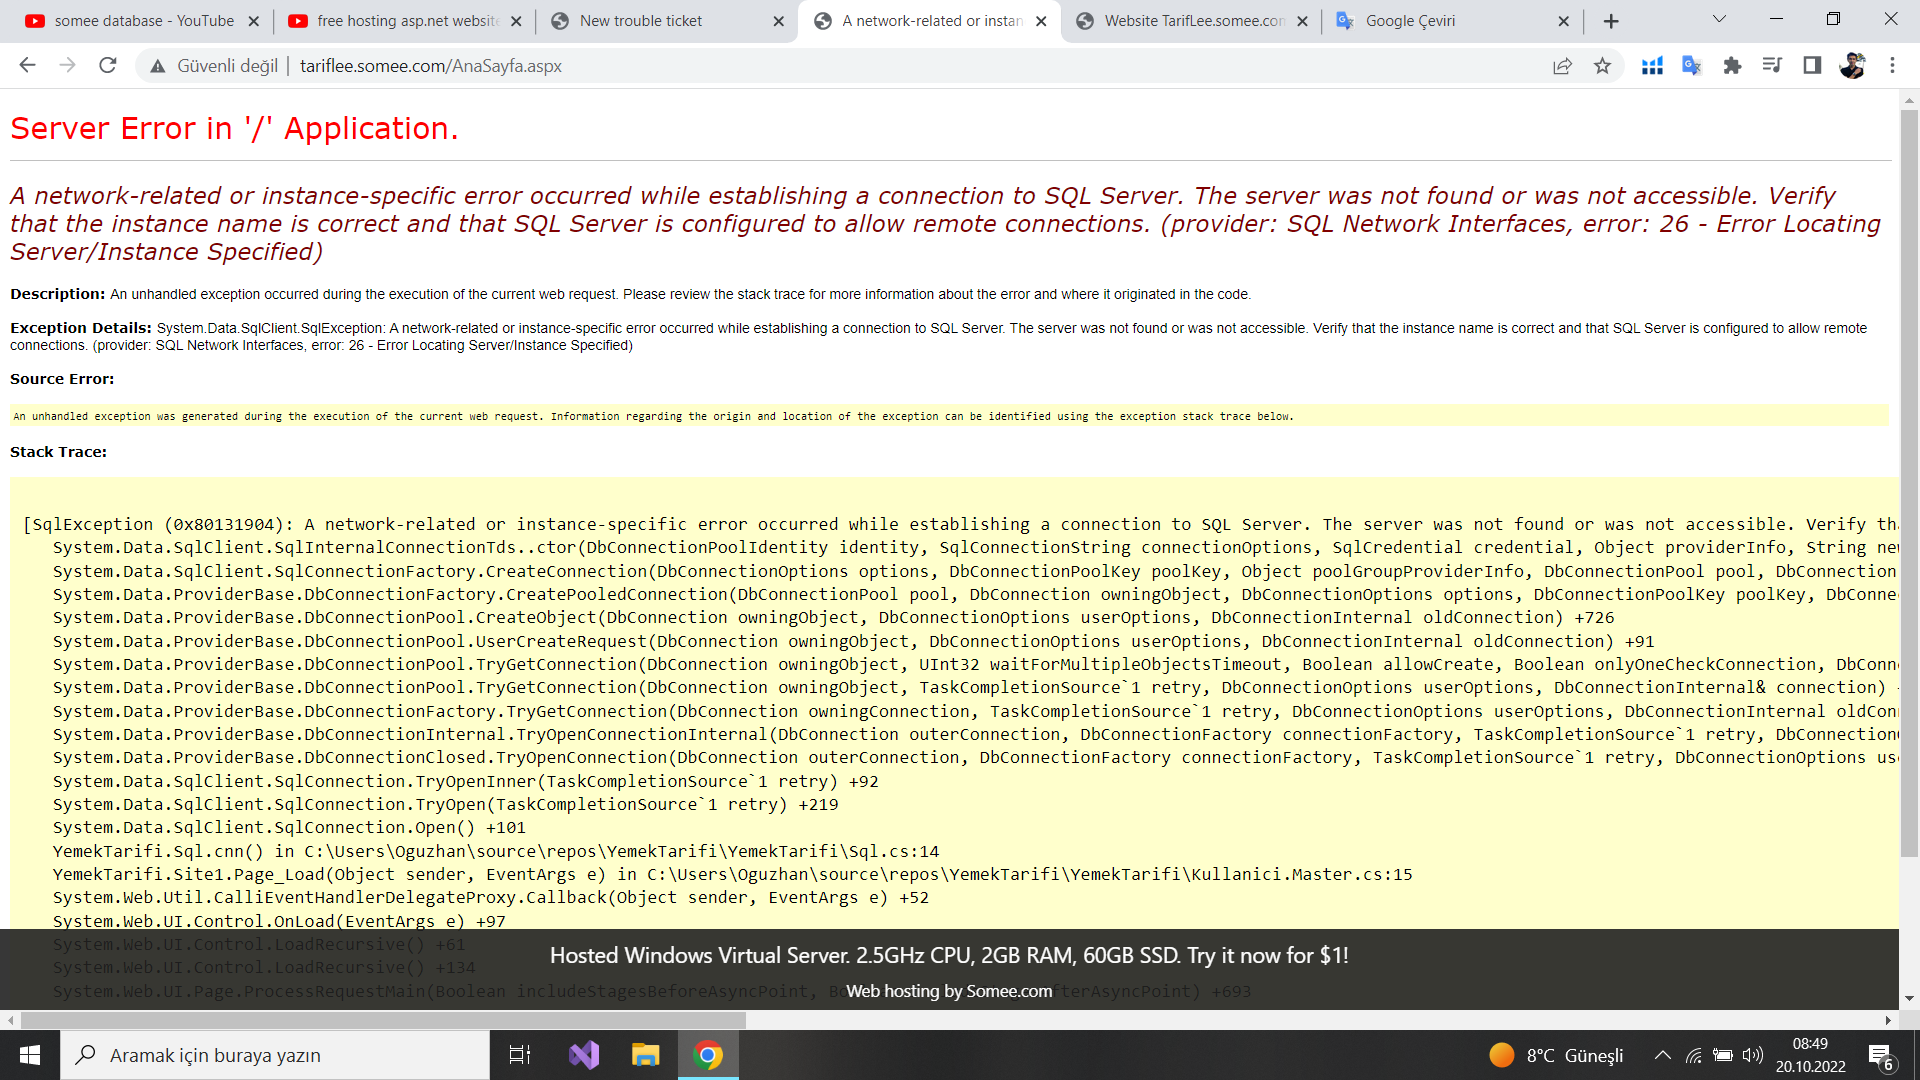 somee database - YouTube
free hosting asp.net website
New trouble ticket
A network-related or instan
Website TarifLee.somee.com
Google Çeviri
Güvenli değil
tariflee.somee.com/AnaSayfa.aspx
Server Error in '/' Application.
A network-related or instance-specific error occurred while establishing a connection to SQL Server. The server was not found or was not accessible. Verify
that the instance name is correct and that SQL Server is configured to allow remote connections. (provider: SQL Network Interfaces, error: 26 - Error Locating
Server/Instance Specified)
Description: An unhandled exception occurred during the execution of the current web request. Please review the stack trace for more information about the error and where it originated in the code.
Exception Details: System.Data.SqlClient.SqlException: A network-related or instance-specific error occurred while establishing a connection to SQL Server. The server was not found or was not accessible. Verify that the instance name is correct and that SQL Server is configured to allow remote
connections. (provider: SQL Network Interfaces, error: 26 - Error Locating Server/Instance Specified)
Source Error:
An unhandled exception was generated during the execution of the current web request. Information regarding the origin and location of the exception can be identified using the exception stack trace below.
Stack Trace:
[SqlException (0x80131904): A network-related or instance-specific error occurred while establishing a connection to SQL Server. The server was not found or was not accessible. Verify th
System.Data.SqlClient.SqlInternalConnectionTds..ctor(DbConnectionPoolIdentity identity, SqlConnectionString connectionOptions, SqlCredential credential, Object providerInfo, String new
System.Data.SqlClient.SqlConnectionFactory.CreateConnection(DbConnectionOptions options, DbConnectionPoolKey poolKey, Object poolGroupProviderInfo, DbConnectionPool pool, DbConnection
System.Data.ProviderBase.DbConnectionFactory.CreatePooledConnection(DbConnectionPool pool, DbConnection owningObject, DbConnectionOptions options, DbConnectionPoolKey poolKey, DbConne
System.Data.ProviderBase.DbConnectionPool.CreateObject(DbConnection owningObject, DbConnectionOptions userOptions, DbConnectionInternal oldConnection) +726
System.Data.ProviderBase.DbConnectionPool.UserCreateRequest(DbConnection owningObject, DbConnectionOptions userOptions, DbConnectionInternal oldConnection) +91
System.Data.ProviderBase.DbConnectionPool.TryGetConnection(DbConnection owningObject, UInt32 waitForMultipleObjectsTimeout, Boolean allowCreate, Boolean onlyOneCheckConnection, DbConn
System.Data.ProviderBase.DbConnectionPool.TryGetConnection(DbConnection owningObject, TaskCompletionSource`1 retry, DbConnectionOptions userOptions, DbConnectionInternal& connection)
System.Data.ProviderBase.DbConnectionFactory.TryGetConnection(DbConnection owningConnection, TaskCompletionSource`1 retry, DbConnectionOptions userOptions, DbConnectionInternal oldCon
System.Data.ProviderBase.DbConnectionInternal.TryOpenConnectionInternal(DbConnection outerConnection, DbConnectionFactory connectionFactory, TaskCompletionSource`1 retry, DbConnection
System.Data.ProviderBase.DbConnectionClosed.TryOpenConnection(DbConnection outerConnection, DbConnectionFactory connectionFactory, TaskCompletionSource`1 retry, DbConnectionOptions us
System.Data.SqlClient.SqlConnection.TryOpenInner(TaskCompletionSource`1 retry) +92
System.Data.SqlClient.SqlConnection.TryOpen(TaskCompletionSource`1 retry) +219
System.Data.SqlClient.SqlConnection.Open() +101
YemekTarifi.Sql.cnn() in C:\Users\Oguzhan\source\repos\YemekTarifi\YemekTarifi\Sql.cs:14
YemekTarifi.Site1.Page_Load(Object sender, EventArgs e) in C:\Users\Oguzhan\source\repos\YemekTarifi\YemekTarifi\Kullanici.Master.cs:15
System.Web.Util.CalliEventHandlerDelegateProxy.Callback(Object sender, EventArgs e) +52
System.Web.UI.Control.OnLoad(EventArgs e) +97
System.Web.UI.Control.LoadRecursive() +61
System.Web.UI.Control.LoadRecursive() +134
System.Web.UI.Page.ProcessRequestMain(Boolean includeStagesBeforeAsyncPoint, fterAsyncPoint) +693
Hosted Windows Virtual Server. 2.5GHz CPU, 2GB RAM, 60GB SSD. Try it now for $1!
Web hosting by Somee.com
Aramak için buraya yazın
8°C Güneşli
08:49
20.10.2022
6